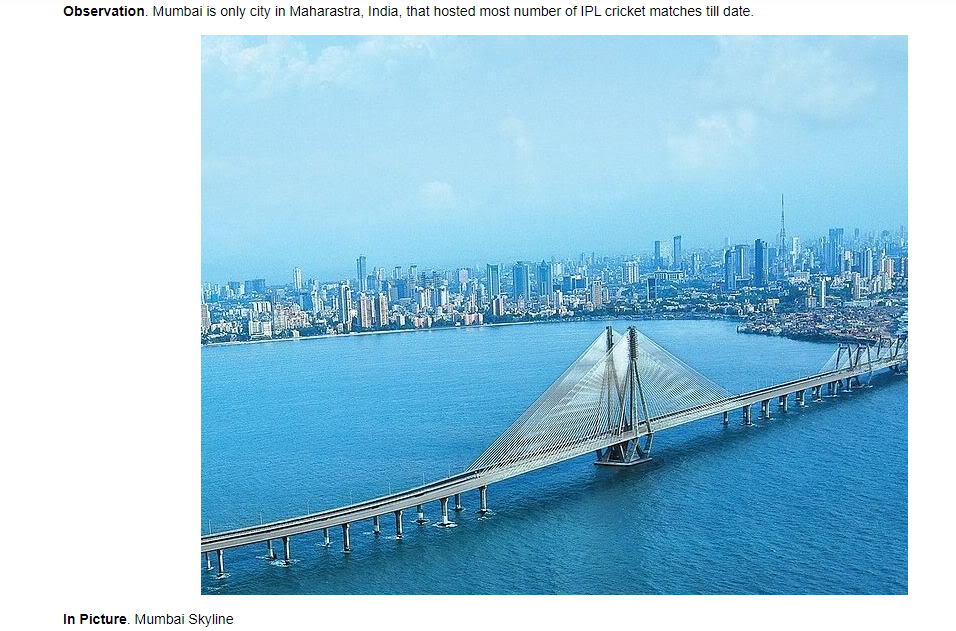 Observation. Mumbai is only city in Maharastra, India, that hosted most number of IPL cricket matches till date.
In Picture. Mumbai Skyline